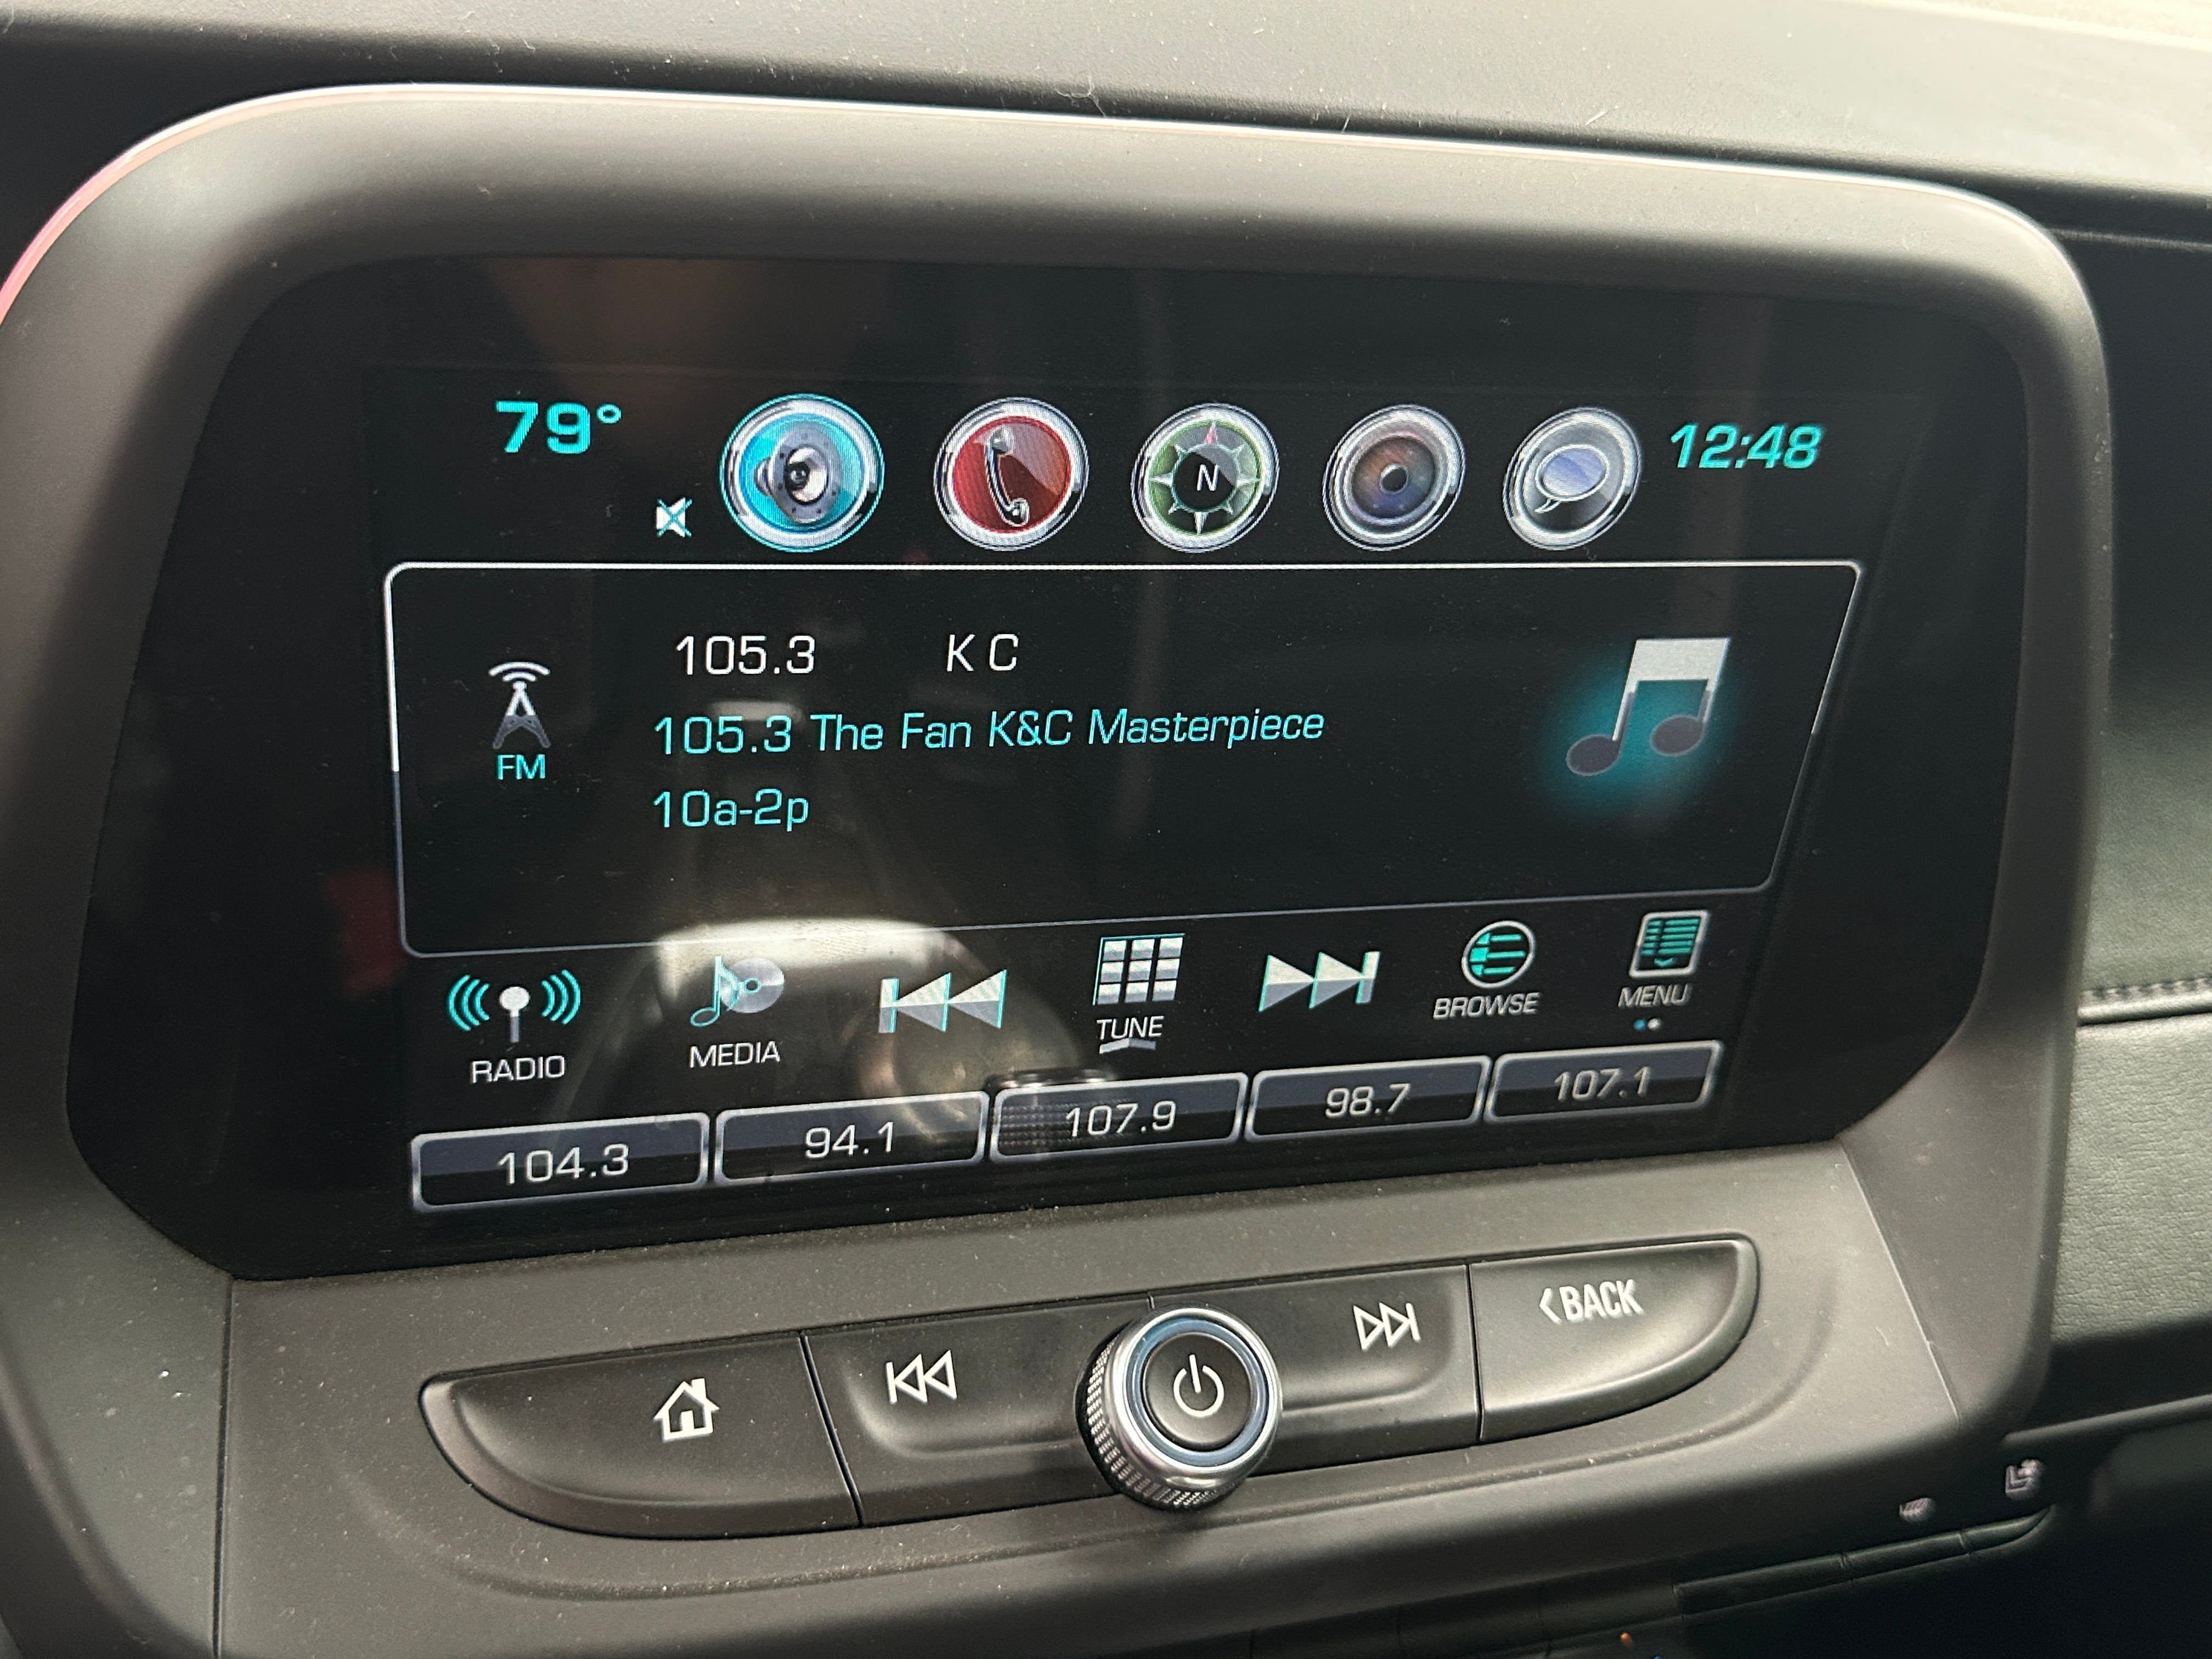 79°
12:48
N
105.3 K C
105.3 The Fan K&C Masterpiece
10a-2p
FM
RADIO
MEDIA
TUNE
BROWSE
MENU
104.3
94.1
107.9
98.7
107.1
BACK